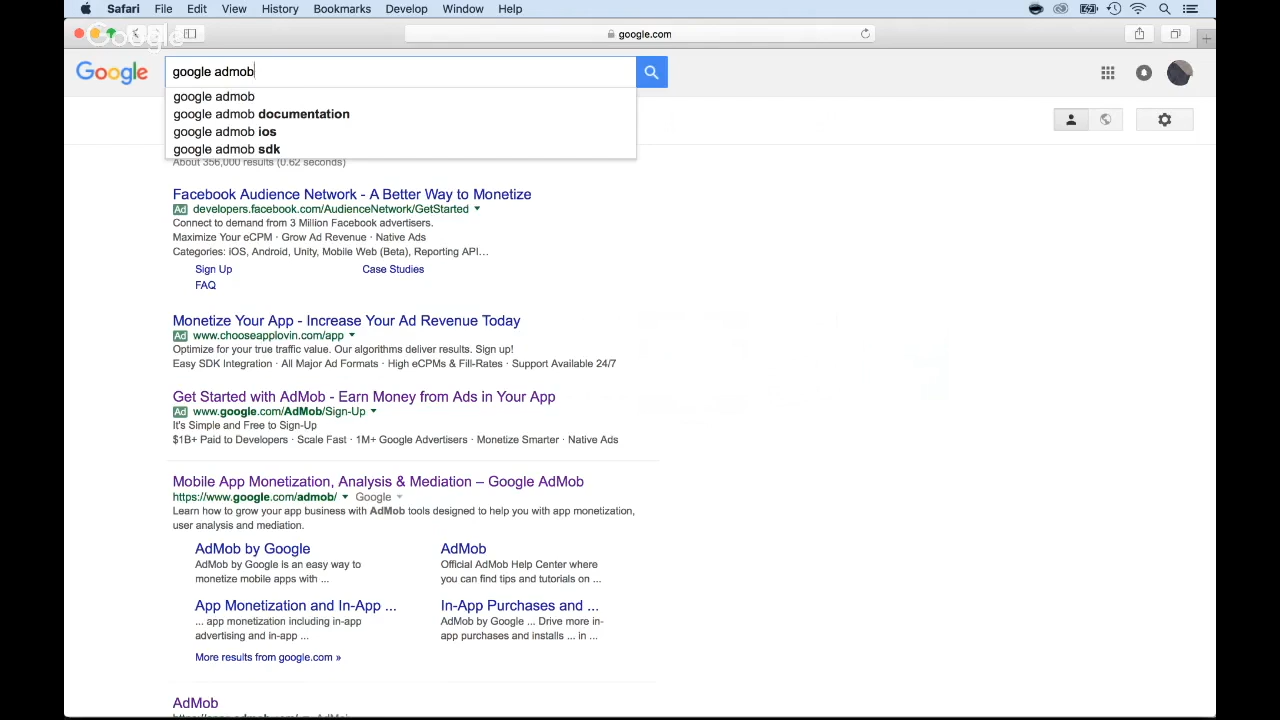 Safari File Edit View History Bookmarks Develop Window Help
Google
google.com
Google
google admob
google admob
google admob documentation
google admob ios
google admob sdk
About 356,000 results (0.62 seconds)
Facebook Audience Network - A Better Way to Monetize
Ad developers.facebook.com/AudienceNetwork/GetStarted
Connect to demand from 3 Million Facebook advertisers.
Maximize Your eCPM · Grow Ad Revenue · Native Ads
Categories: iOS, Android, Unity, Mobile Web (Beta), Reporting API…
Sign Up Case Studies
FAQ
Monetize Your App - Increase Your Ad Revenue Today
Ad www.chooseapplovin.com/app
Optimize for your true traffic value. Our algorithms deliver results. Sign up!
Easy SDK Integration · All Major Ad Formats · High eCPMs & Fill-Rates · Support Available 24/7
Get Started with AdMob - Earn Money from Ads in Your App
Ad www.google.com/AdMob/Sign-Up
It's Simple and Free to Sign-Up
$1B+ Paid to Developers · Scale Fast · 1M+ Google Advertisers · Monetize Smarter · Native Ads
Mobile App Monetization, Analysis & Mediation – Google AdMob
https://www.google.com/admob/ Google
Learn how to grow your app business with AdMob tools designed to help you with app monetization,
user analysis and mediation.
AdMob by Google AdMob
AdMob by Google is an easy way to Official AdMob Help Center where
monetize mobile apps with ... you can find tips and tutorials on ...
App Monetization and In-App ... In-App Purchases and ...
... app monetization including in-app AdMob by Google ... Drive more in-
advertising and in-app ... app purchases and installs ... in ...
More results from google.com »
AdMob